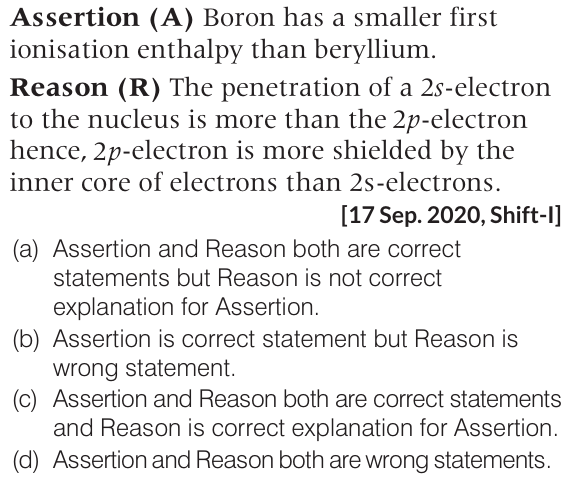 Assertion (A) Boron has a smaller first
ionisation enthalpy than beryllium.
Reason (R) The penetration of a 2s-electron
to the nucleus is more than the 2p-electron
hence, 2p-electron is more shielded by the
inner core of electrons than 2s-electrons.
[17 Sep. 2020, Shift-I]
(a) Assertion and Reason both are correct
statements but Reason is not correct
explanation for Assertion.
(b) Assertion is correct statement but Reason is
wrong statement.
(c) Assertion and Reason both are correct statements
and Reason is correct explanation for Assertion.
(d) Assertion and Reason both are wrong statements.